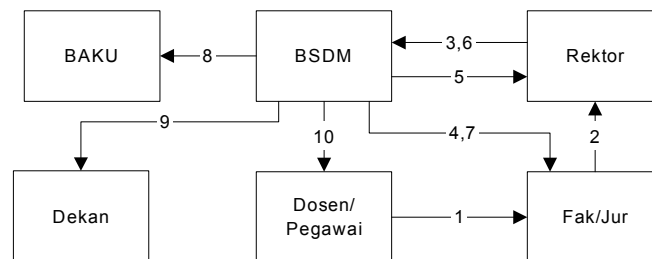 BAKU
8
BSDM
3,6
5
Rektor
9
10
4,7
2
Dekan
Dosen/
Pegawai
1
Fak/Jur